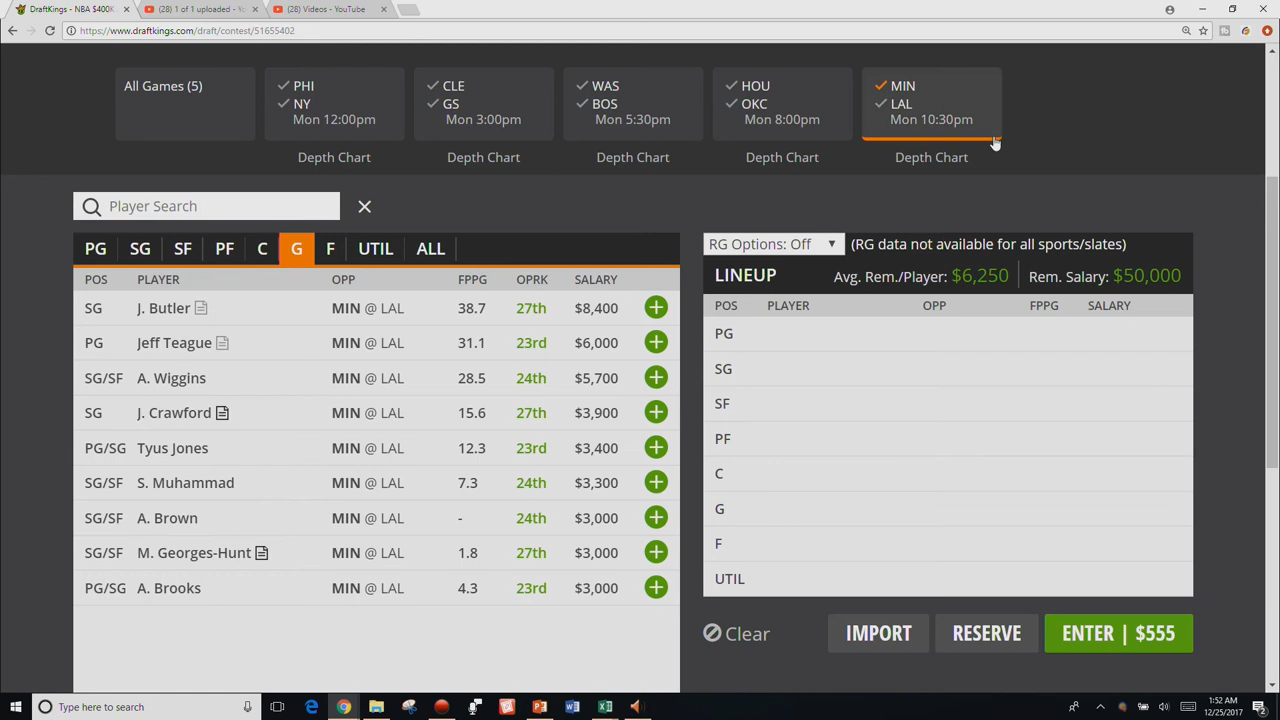 DraftKings - NBA $400K
(28) 1 of 1 uploaded - Yo
(28) Videos - YouTube
https://www.draftkings.com/draft/contest/51655402
All Games (5)
PHI
NY
Mon 12:00pm
CLE
GS
Mon 3:00pm
WAS
BOS
Mon 5:30pm
HOU
OKC
Mon 8:00pm
MIN
LAL
Mon 10:30pm
Depth Chart Depth Chart Depth Chart Depth Chart Depth Chart
Player Search
PG SG SF PF C G F UTIL ALL
POS PLAYER OPP FPPG OPRK SALARY
SG J. Butler MIN @ LAL 38.7 27th $8,400
PG Jeff Teague MIN @ LAL 31.1 23rd $6,000
SG/SF A. Wiggins MIN @ LAL 28.5 24th $5,700
SG J. Crawford MIN @ LAL 15.6 27th $3,900
PG/SG Tyus Jones MIN @ LAL 12.3 23rd $3,400
SG/SF S. Muhammad MIN @ LAL 7.3 24th $3,300
SG/SF A. Brown MIN @ LAL - 24th $3,000
SG/SF M. Georges-Hunt MIN @ LAL 1.8 27th $3,000
PG/SG A. Brooks MIN @ LAL 4.3 23rd $3,000
RG Options: Off (RG data not available for all sports/slates)
LINEUP Avg. Rem./Player: $6,250 Rem. Salary: $50,000
POS PLAYER OPP FPPG SALARY
PG
SG
SF
PF
C
G
F
UTIL
Clear IMPORT RESERVE ENTER | $555
Type here to search
1:52 AM
12/25/2017
2